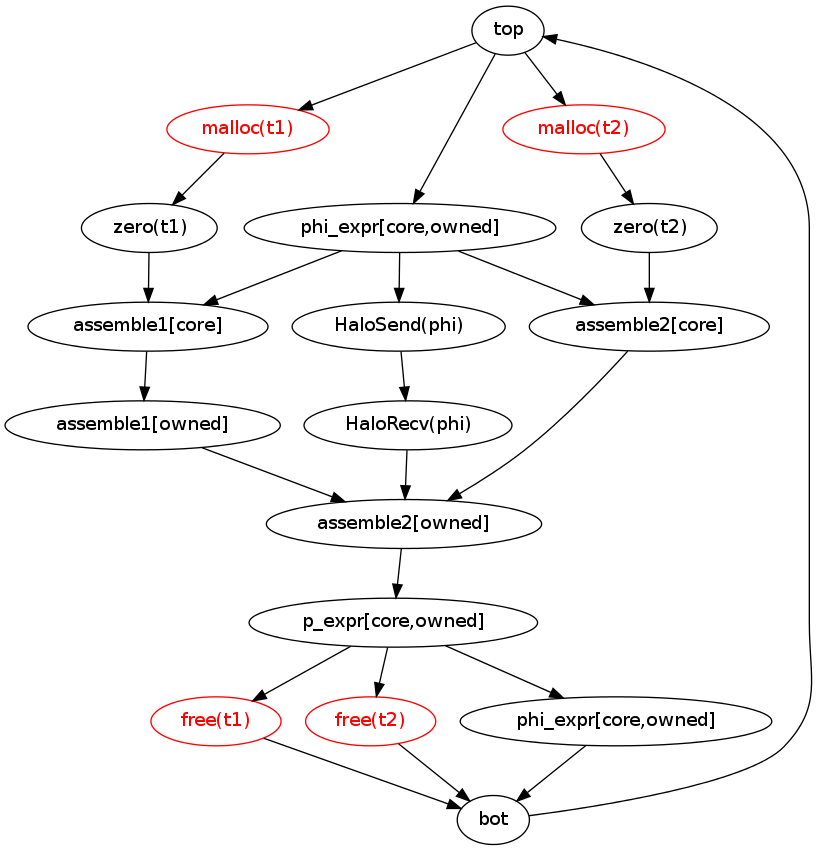 top
malloc(t1)
malloc(t2)
zero(t1)
phi_expr[core,owned]
zero(t2)
assemble1[core]
HaloSend(phi)
assemble2[core]
assemble1[owned]
HaloRecv(phi)
assemble2[owned]
p_expr[core,owned]
free(t1)
free(t2)
phi_expr[core,owned]
bot